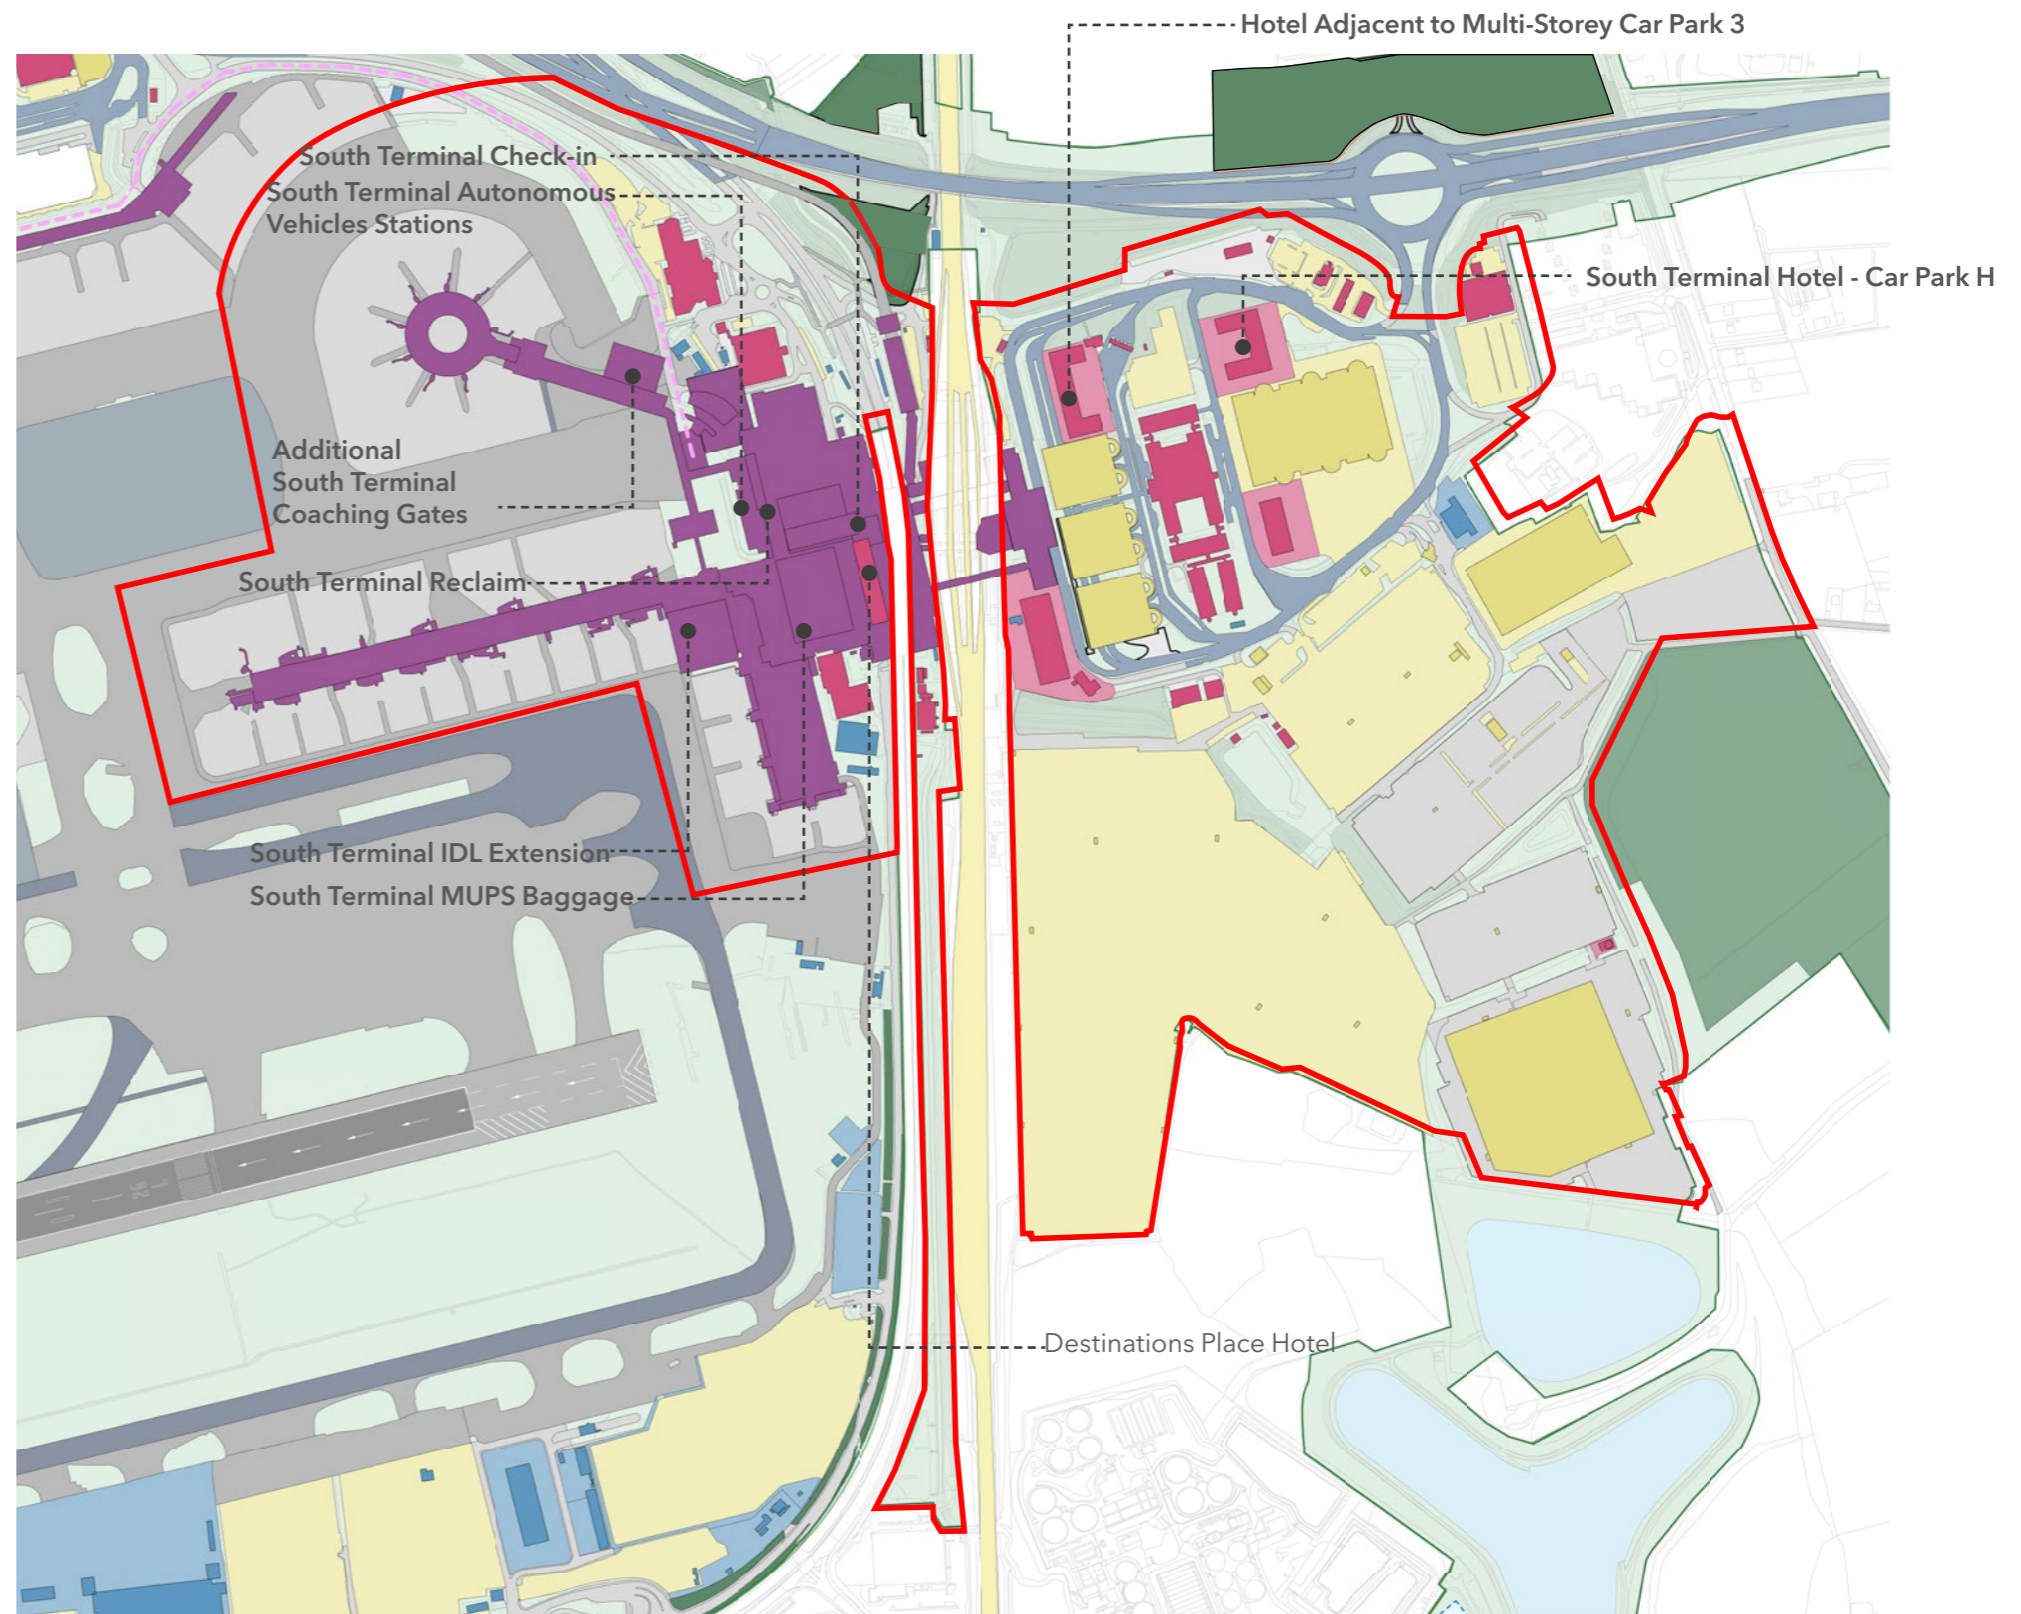 Hotel Adjacent to Multi-Storey Car Park 3
South Terminal Check-in
South Terminal Autonomous
Vehicles Stations
South Terminal Hotel - Car Park H
Additional
South Terminal
Coaching Gates
South Terminal Reclaim
South Terminal IDL Extension
South Terminal MUPS Baggage
Destinations Place Hotel